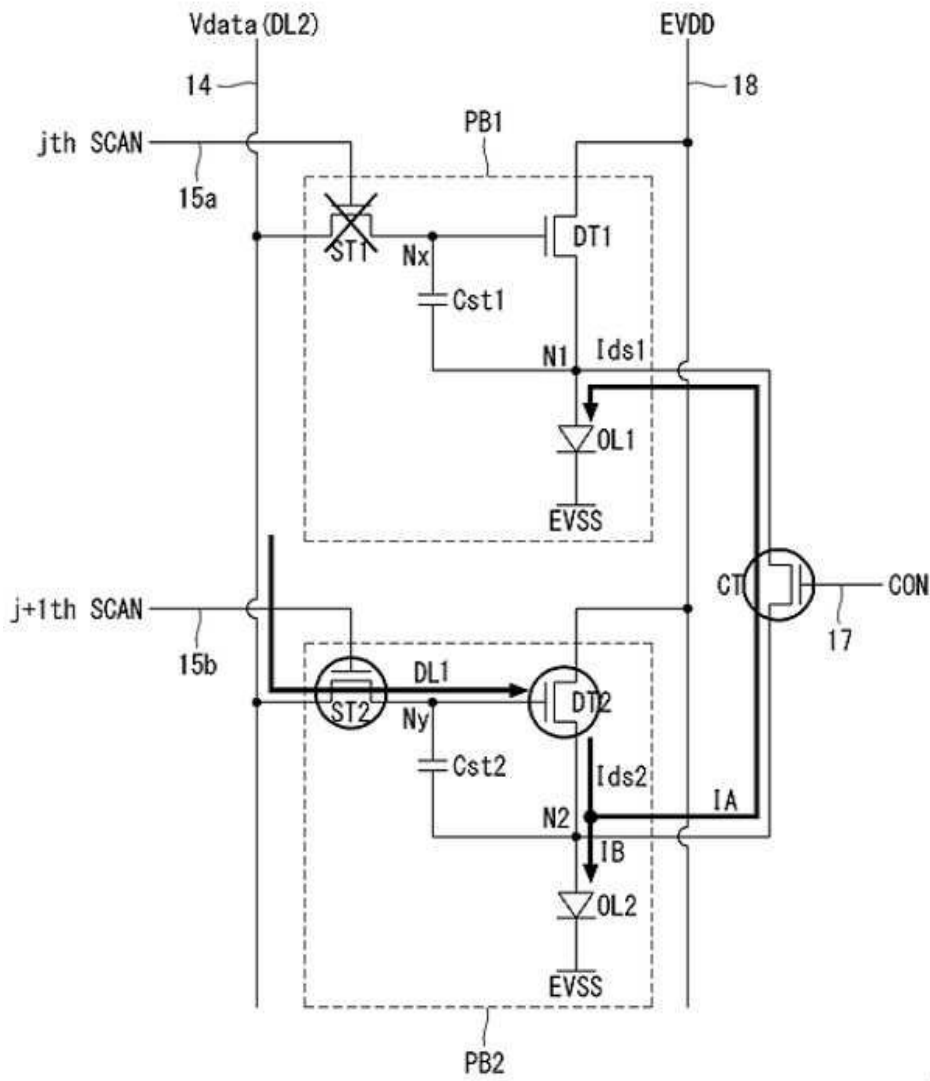 Vdata(DL2)
EVDD
14
18
PB1
jth SCAN
15a
ST1
Nx
DT1
Cst1
N1
Ids1
OL1
EVSS
CT
CON
17
j+1th SCAN
15b
DL1
ST2
Ny
DT2
Cst2
Ids2
IA
N2
IB
OL2
EVSS
PB2